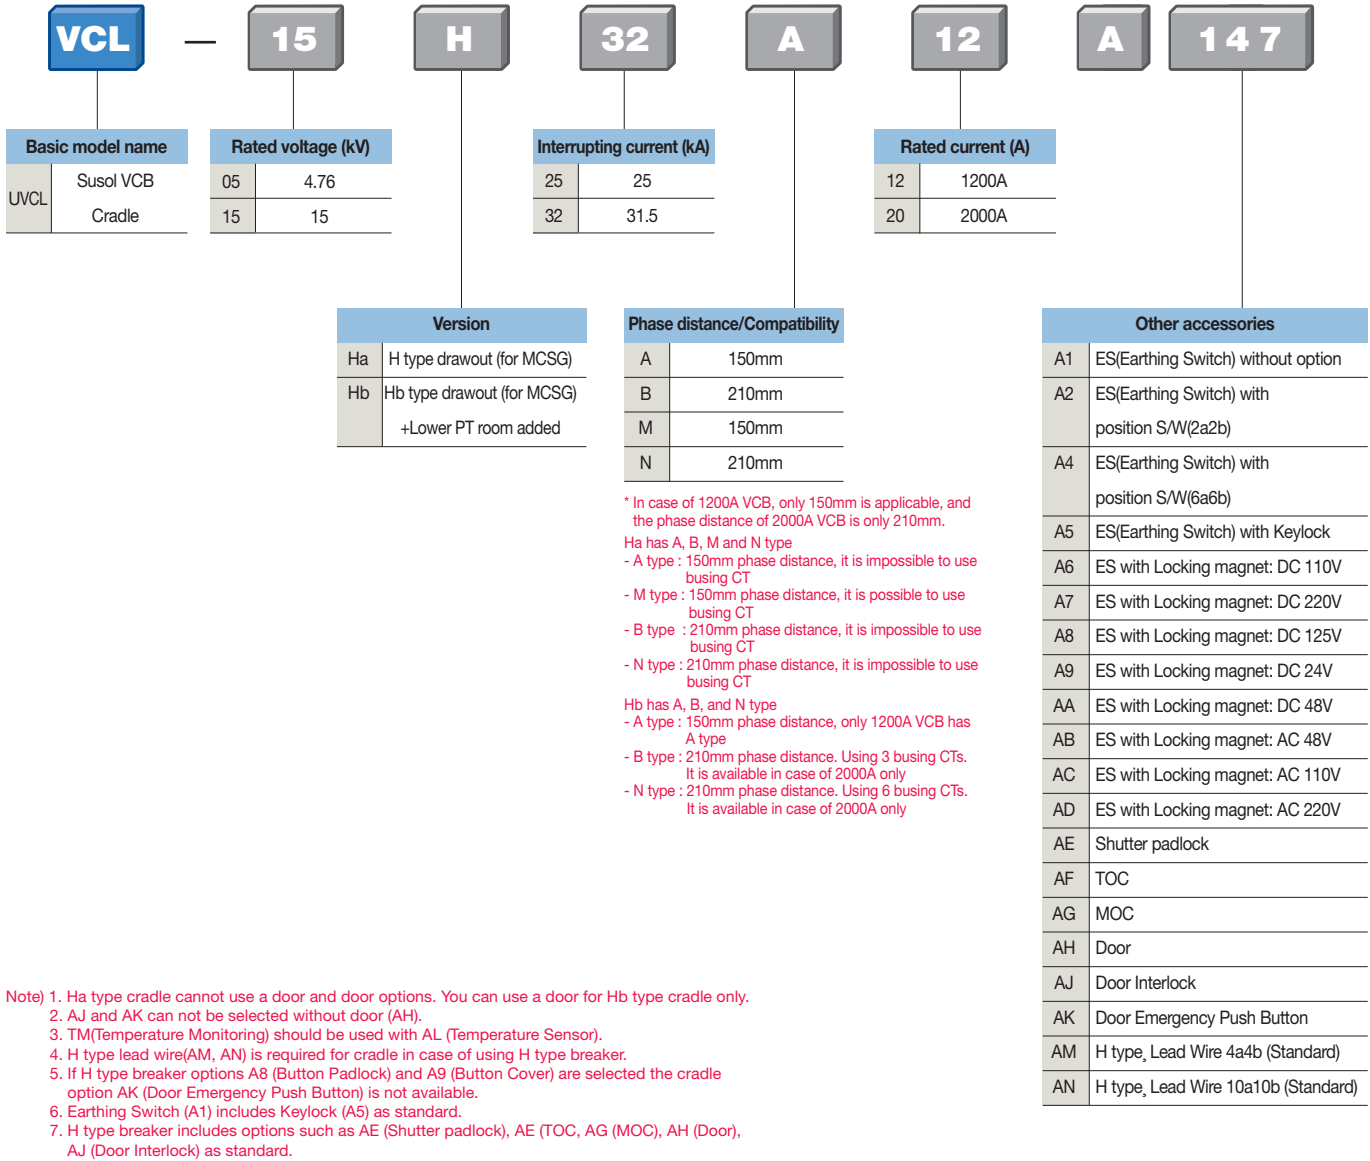 VCL — 15 H 32 A 12 A 1 4 7
Basic model name
UVCL
Susol VCB
Cradle
Rated voltage (kV)
05 4.76
15 15
Interrupting current (kA)
25 25
32 31.5
Rated current (A)
12 1200A
20 2000A
Version
Ha H type drawout (for MCSG)
Hb Hb type drawout (for MCSG)
+Lower PT room added
Phase distance/Compatibility
A 150mm
B 210mm
M 150mm
N 210mm
* In case of 1200A VCB, only 150mm is applicable, and
the phase distance of 2000A VCB is only 210mm.
Ha has A, B, M and N type
- A type : 150mm phase distance, it is impossible to use
busing CT
- M type : 150mm phase distance, it is possible to use
busing CT
- B type : 210mm phase distance, it is impossible to use
busing CT
- N type : 210mm phase distance, it is impossible to use
busing CT
Hb has A, B, and N type
- A type : 150mm phase distance, only 1200A VCB has
A type
- B type : 210mm phase distance. Using 3 busing CTs.
It is available in case of 2000A only
- N type : 210mm phase distance. Using 6 busing CTs.
It is available in case of 2000A only
Other accessories
A1 ES(Earthing Switch) without option
A2 ES(Earthing Switch) with
position S/W(2a2b)
A4 ES(Earthing Switch) with
position S/W(6a6b)
A5 ES(Earthing Switch) with Keylock
A6 ES with Locking magnet: DC 110V
A7 ES with Locking magnet: DC 220V
A8 ES with Locking magnet: DC 125V
A9 ES with Locking magnet: DC 24V
AA ES with Locking magnet: DC 48V
AB ES with Locking magnet: AC 48V
AC ES with Locking magnet: AC 110V
AD ES with Locking magnet: AC 220V
AE Shutter padlock
AF TOC
AG MOC
AH Door
AJ Door Interlock
AK Door Emergency Push Button
AM H type¸ Lead Wire 4a4b (Standard)
AN H type¸ Lead Wire 10a10b (Standard)
Note) 1. Ha type cradle cannot use a door and door options. You can use a door for Hb type cradle only.
2. AJ and AK can not be selected without door (AH).
3. TM(Temperature Monitoring) should be used with AL (Temperature Sensor).
4. H type lead wire(AM, AN) is required for cradle in case of using H type breaker.
5. If H type breaker options A8 (Button Padlock) and A9 (Button Cover) are selected the cradle
option AK (Door Emergency Push Button) is not available.
6. Earthing Switch (A1) includes Keylock (A5) as standard.
7. H type breaker includes options such as AE (Shutter padlock), AE (TOC, AG (MOC), AH (Door),
AJ (Door Interlock) as standard.